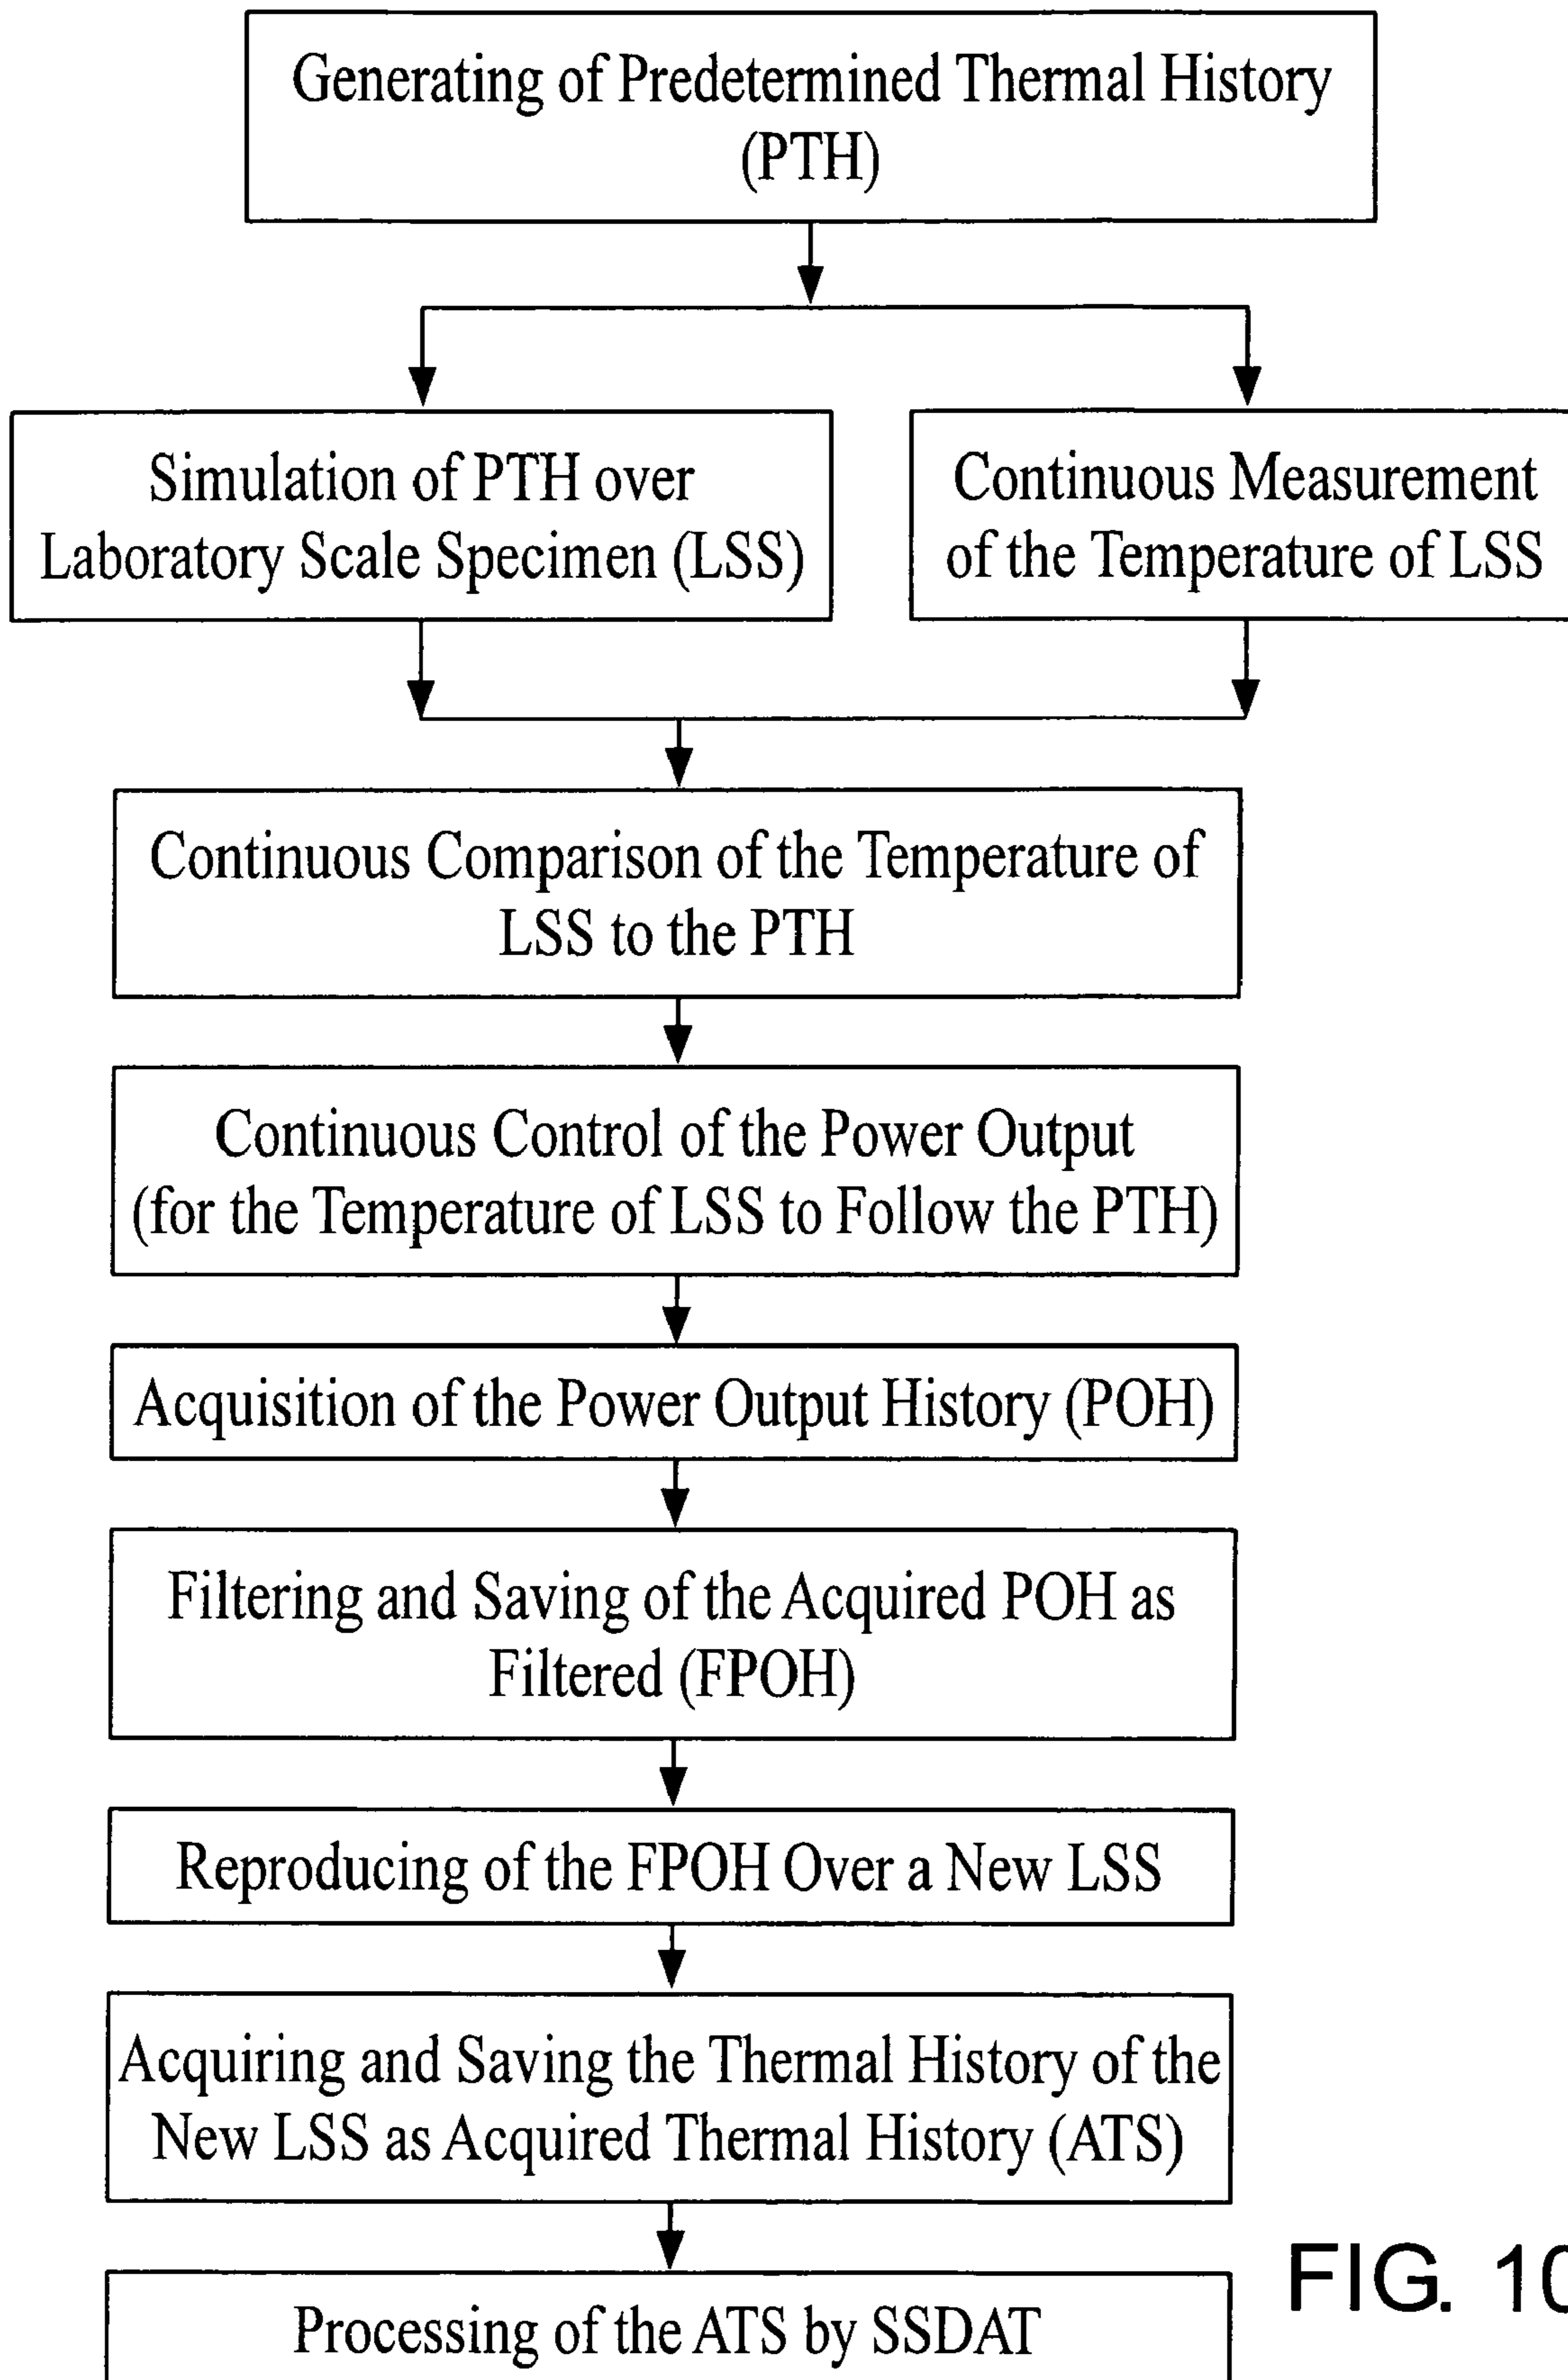 Generating of Predetermined Thermal History
(PTH)
Simulation of PTH over
Laboratory Scale Specimen (LSS)
Continuous Measurement
of the Temperature of LSS
Continuous Comparison of the Temperature of
LSS to the PTH
Continuous Control of the Power Output
(for the Temperature of LSS to Follow the PTH)
Acquisition of the Power Output History (POH)
Filtering and Saving of the Acquired POH as
Filtered (FPOH)
Reproducing of the FPOH Over a New LSS
Acquiring and Saving the Thermal History of the
New LSS as Acquired Thermal History (ATS)
Processing of the ATS by SSDAT
FIG. 10